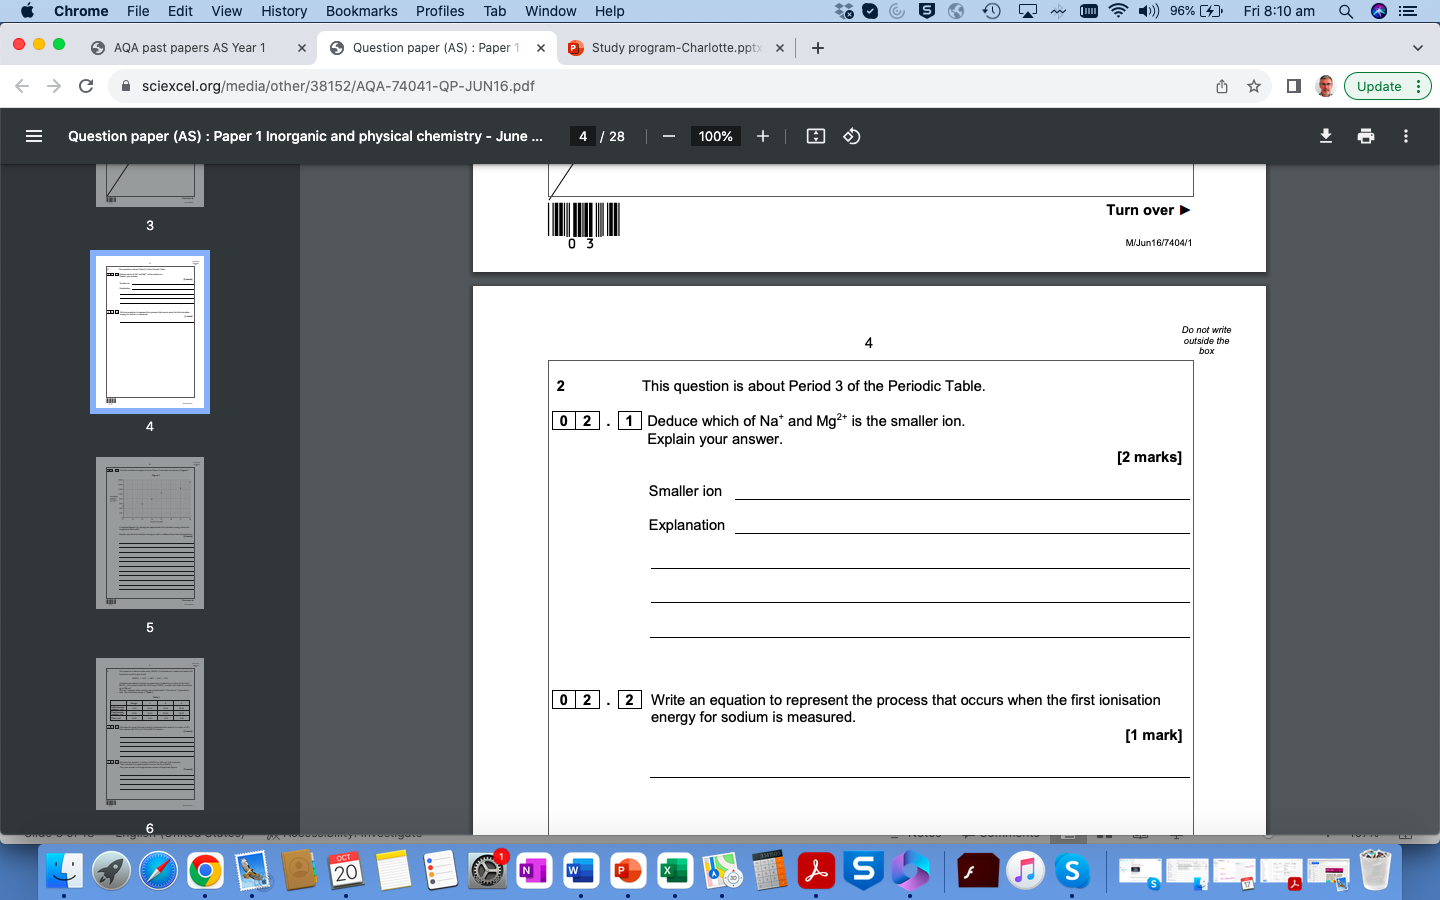 Chrome File Edit View History Bookmarks Profiles Tab Window Help 96% Fri 8:10 am
AQA past papers AS Year 1 Question paper (AS) : Paper 1 Study program-Charlotte.pptx
sciexcel.org/media/other/38152/AQA-74041-QP-JUN16.pdf Update
Question paper (AS) : Paper 1 Inorganic and physical chemistry - June ... 4 / 28 100%
3
4
5
6
0 3
Turn over ►
M/Jun16/7404/1
4
Do not write
outside the
box
2 This question is about Period 3 of the Periodic Table.
0 2 . 1 Deduce which of Na⁺ and Mg²⁺ is the smaller ion.
Explain your answer.
[2 marks]
Smaller ion
Explanation
0 2 . 2 Write an equation to represent the process that occurs when the first ionisation
energy for sodium is measured.
[1 mark]
OCT
20
1